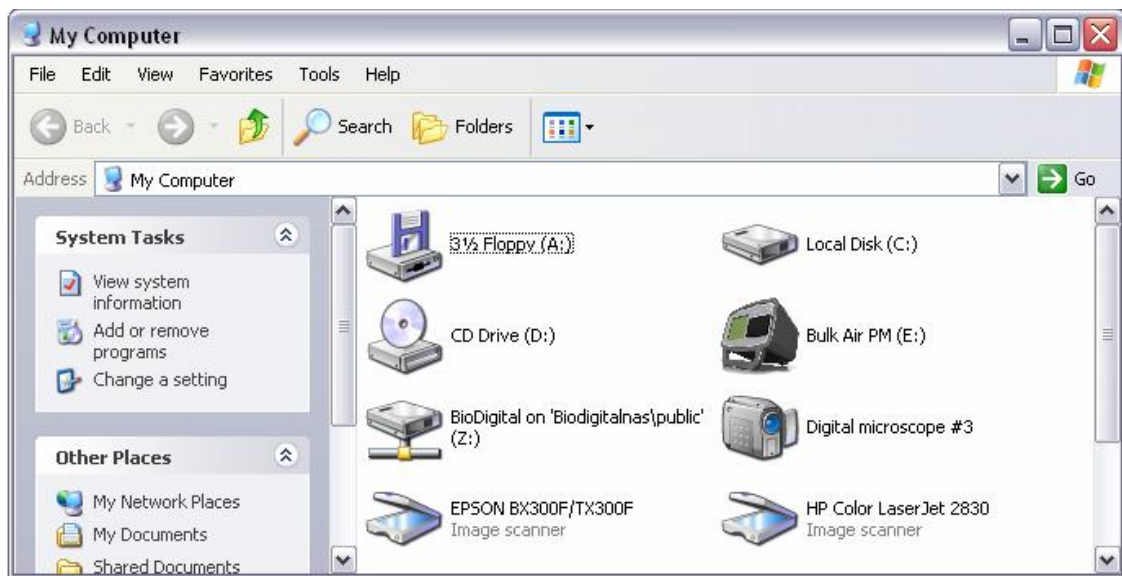 My Computer
File Edit View Favorites Tools Help
Back Search Folders
Address My Computer Go
System Tasks
View system
information
Add or remove
programs
Change a setting
Other Places
My Network Places
My Documents
Shared Documents
3½ Floppy (A:)
Local Disk (C:)
CD Drive (D:)
Bulk Air PM (E:)
BioDigital on 'Biodigitalnas\public'
(Z:)
Digital microscope #3
EPSON BX300F/TX300F
Image scanner
HP Color LaserJet 2830
Image scanner